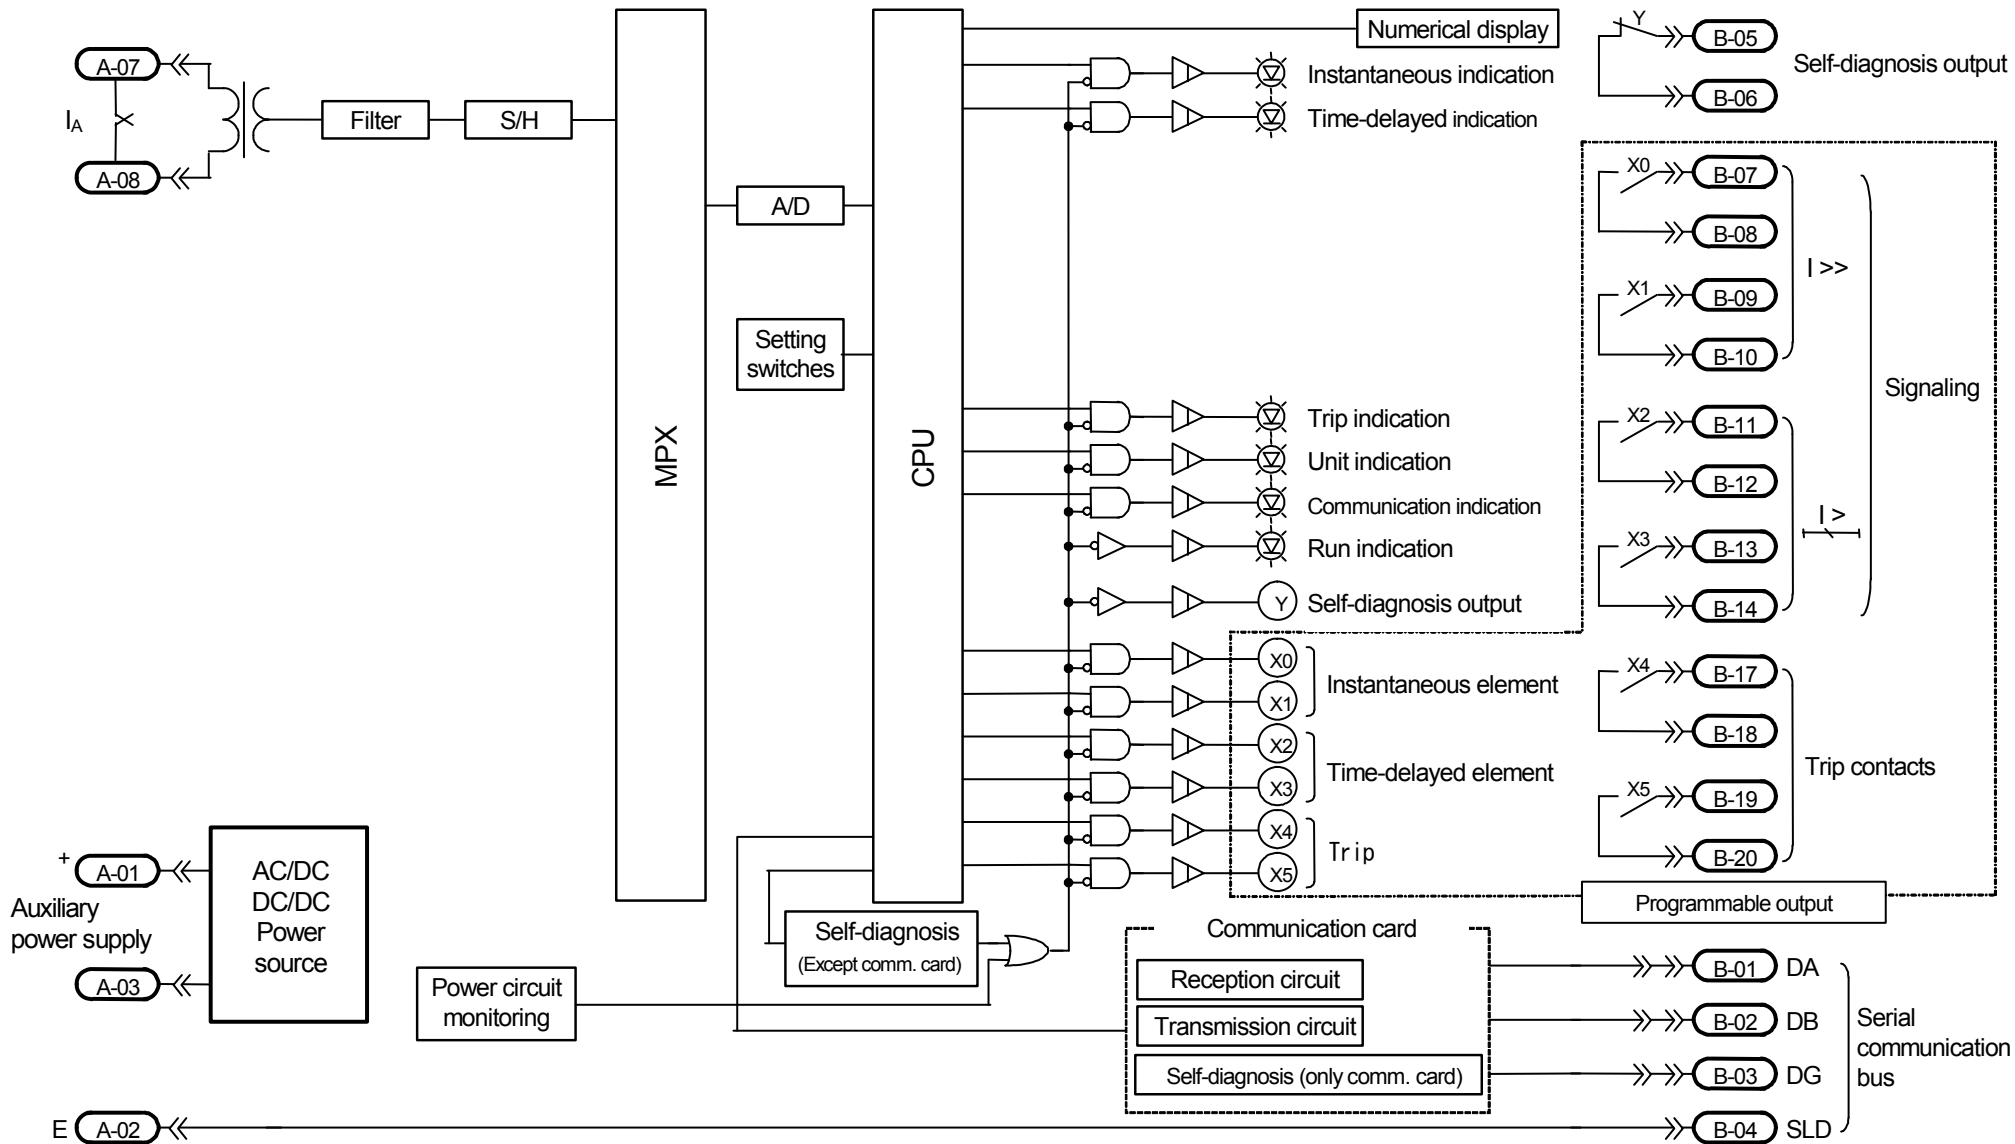 A-07
I_A
A-08
Filter
S/H
MPX
A/D
Setting
switches
CPU
Numerical display
Instantaneous indication
Time-delayed indication
Trip indication
Unit indication
Communication indication
Run indication
Y Self-diagnosis output
X0
X1
Instantaneous element
X2
X3
Time-delayed element
X4
X5
Trip
Y
B-05
B-06
Self-diagnosis output
X0
B-07
B-08
X1
B-09
B-10
I >>
X2
B-11
B-12
X3
B-13
B-14
I >
Signaling
X4
B-17
B-18
X5
B-19
B-20
Trip contacts
Programmable output
+
A-01
Auxiliary
power supply
A-03
AC/DC
DC/DC
Power
source
Self-diagnosis
(Except comm. card)
Power circuit
monitoring
Communication card
Reception circuit
Transmission circuit
Self-diagnosis (only comm. card)
B-01 DA
B-02 DB
B-03 DG
B-04 SLD
Serial
communication
bus
E A-02